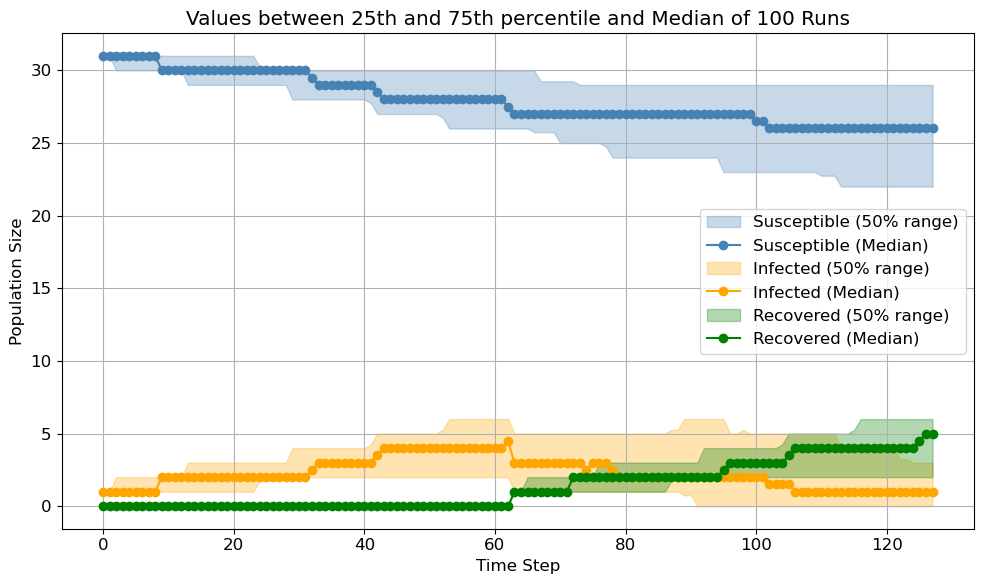 Values between 25th and 75th percentile and Median of 100 Runs
Population Size
30
25
20
15
10
5
0
Susceptible (50% range)
Susceptible (Median)
Infected (50% range)
Infected (Median)
Recovered (50% range)
Recovered (Median)
0 20 40 60 80 100 120
Time Step